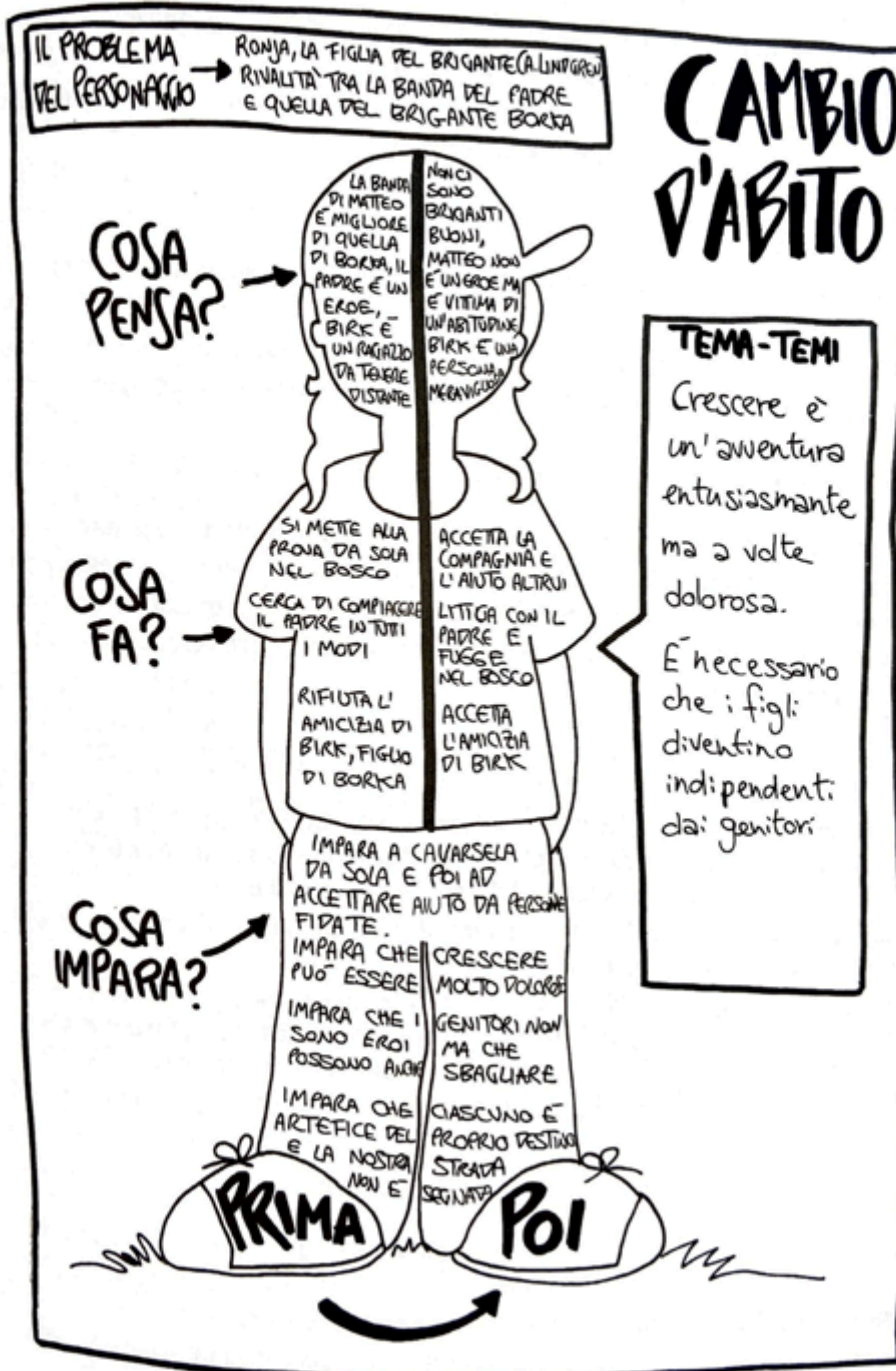 IL PROBLEMA
DEL PERSONAGGIO
RONJA, LA FIGLIA DEL BRIGANTE (A. LINDGREN)
RIVALITÀ TRA LA BANDA DEL PADRE
E QUELLA DEL BRIGANTE BORKA
CAMBIO
D'ABITO
COSA
PENSA?
LA BANDA
DI MATTEO
È MIGLIORE
DI QUELLA
DI BORKA, IL
PADRE È UN
EROE,
BIRK È
UN RAGAZZO
DA TENERE
DISTANTE
NON CI
SONO
BRIGANTI
BUONI,
MATTEO NON
È UN EROE MA
È VITTIMA DI
UN'ABITUDINE,
BIRK È UNA
PERSONA
MERAVIGLIOSA
TEMA-TEMI
Crescere è
un'avventura
entusiasmante
ma a volte
dolorosa.
È necessario
che i figli
diventino
indipendenti
dai genitori
COSA
FA?
SI METTE ALLA
PROVA DA SOLA
NEL BOSCO
CERCA DI COMPIACERE
IL PADRE IN TUTTI
I MODI
RIFIUTA L'
AMICIZIA DI
BIRK, FIGLIO
DI BORKA
ACCETTA LA
COMPAGNIA E
L'AIUTO ALTRUI
LITIGA CON IL
PADRE E
FUGGE
NEL BOSCO
ACCETTA
L'AMICIZIA
DI BIRK
COSA
IMPARA?
IMPARA A CAVARSELA
DA SOLA E POI AD
ACCETTARE AIUTO DA PERSONE
FIDATE.
IMPARA CHE CRESCERE
PUÒ ESSERE MOLTO DOLOROSO
IMPARA CHE I GENITORI NON
SONO EROI MA CHE
POSSONO ANCHE SBAGLIARE
IMPARA CHE CIASCUNO È
ARTEFICE DEL PROPRIO DESTINO
E LA NOSTRA STRADA
NON È SEGNATA
PRIMA
POI